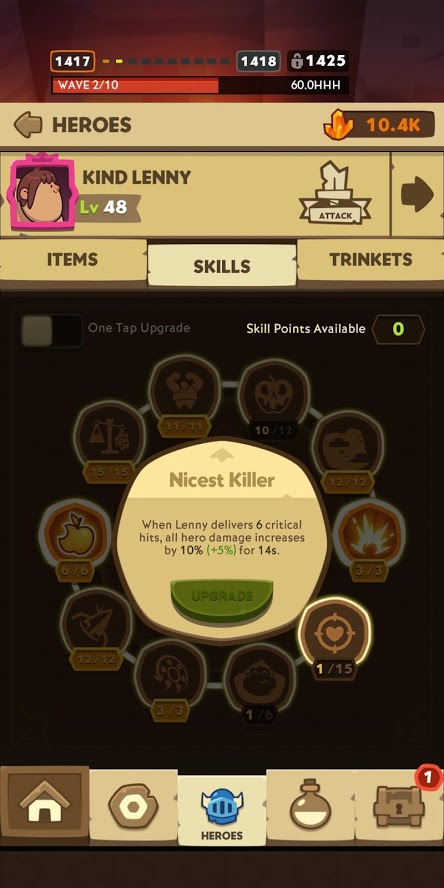 1417
1418
1425
WAVE 2/10
60.0HHH
HEROES
10.4K
KIND LENNY
Lv 48
ATTACK
ITEMS
SKILLS
TRINKETS
One Tap Upgrade
Skill Points Available
0
11/11
10/12
15/15
12/12
Nicest Killer
When Lenny delivers 6 critical
hits, all hero damage increases
by 10% (+5%) for 14s.
UPGRADE
6/6
3/3
12/12
1/15
3/3
1/6
HEROES
1